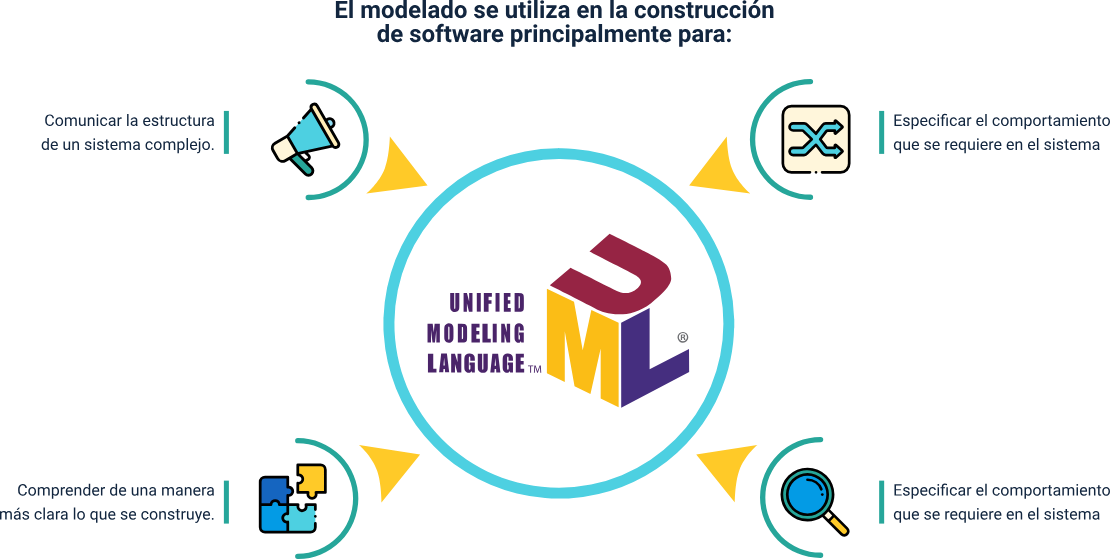 El modelado se utiliza en la construcción
de software principalmente para:
Comunicar la estructura
de un sistema complejo.
Especificar el comportamiento
que se requiere en el sistema
UNIFIED
MODELING
LANGUAGE™
UML®
Comprender de una manera
más clara lo que se construye.
Especificar el comportamiento
que se requiere en el sistema